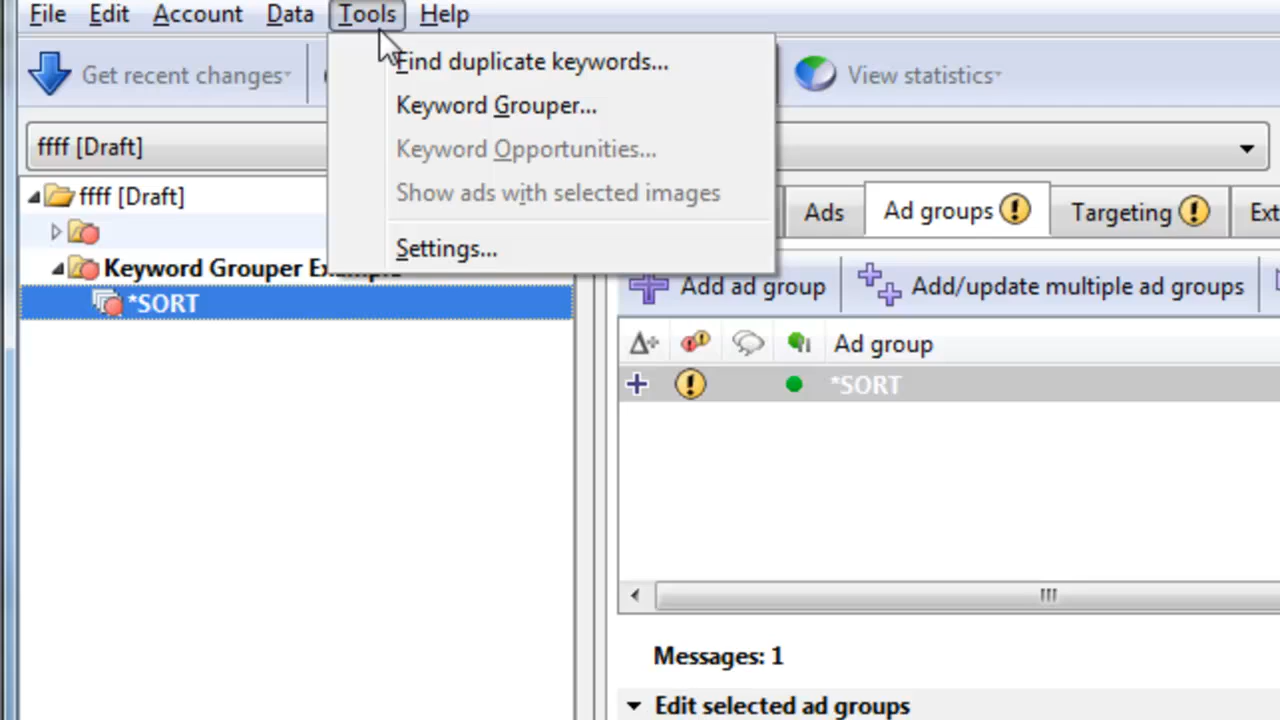 File Edit Account Data Tools Help
Get recent changes
View statistics
Find duplicate keywords...
Keyword Grouper...
Keyword Opportunities...
Show ads with selected images
Settings...
ffff [Draft]
ffff [Draft]
Keyword Grouper Example
*SORT
Ads Ad groups Targeting Ext
Add ad group Add/update multiple ad groups
Ad group
*SORT
Messages: 1
Edit selected ad groups